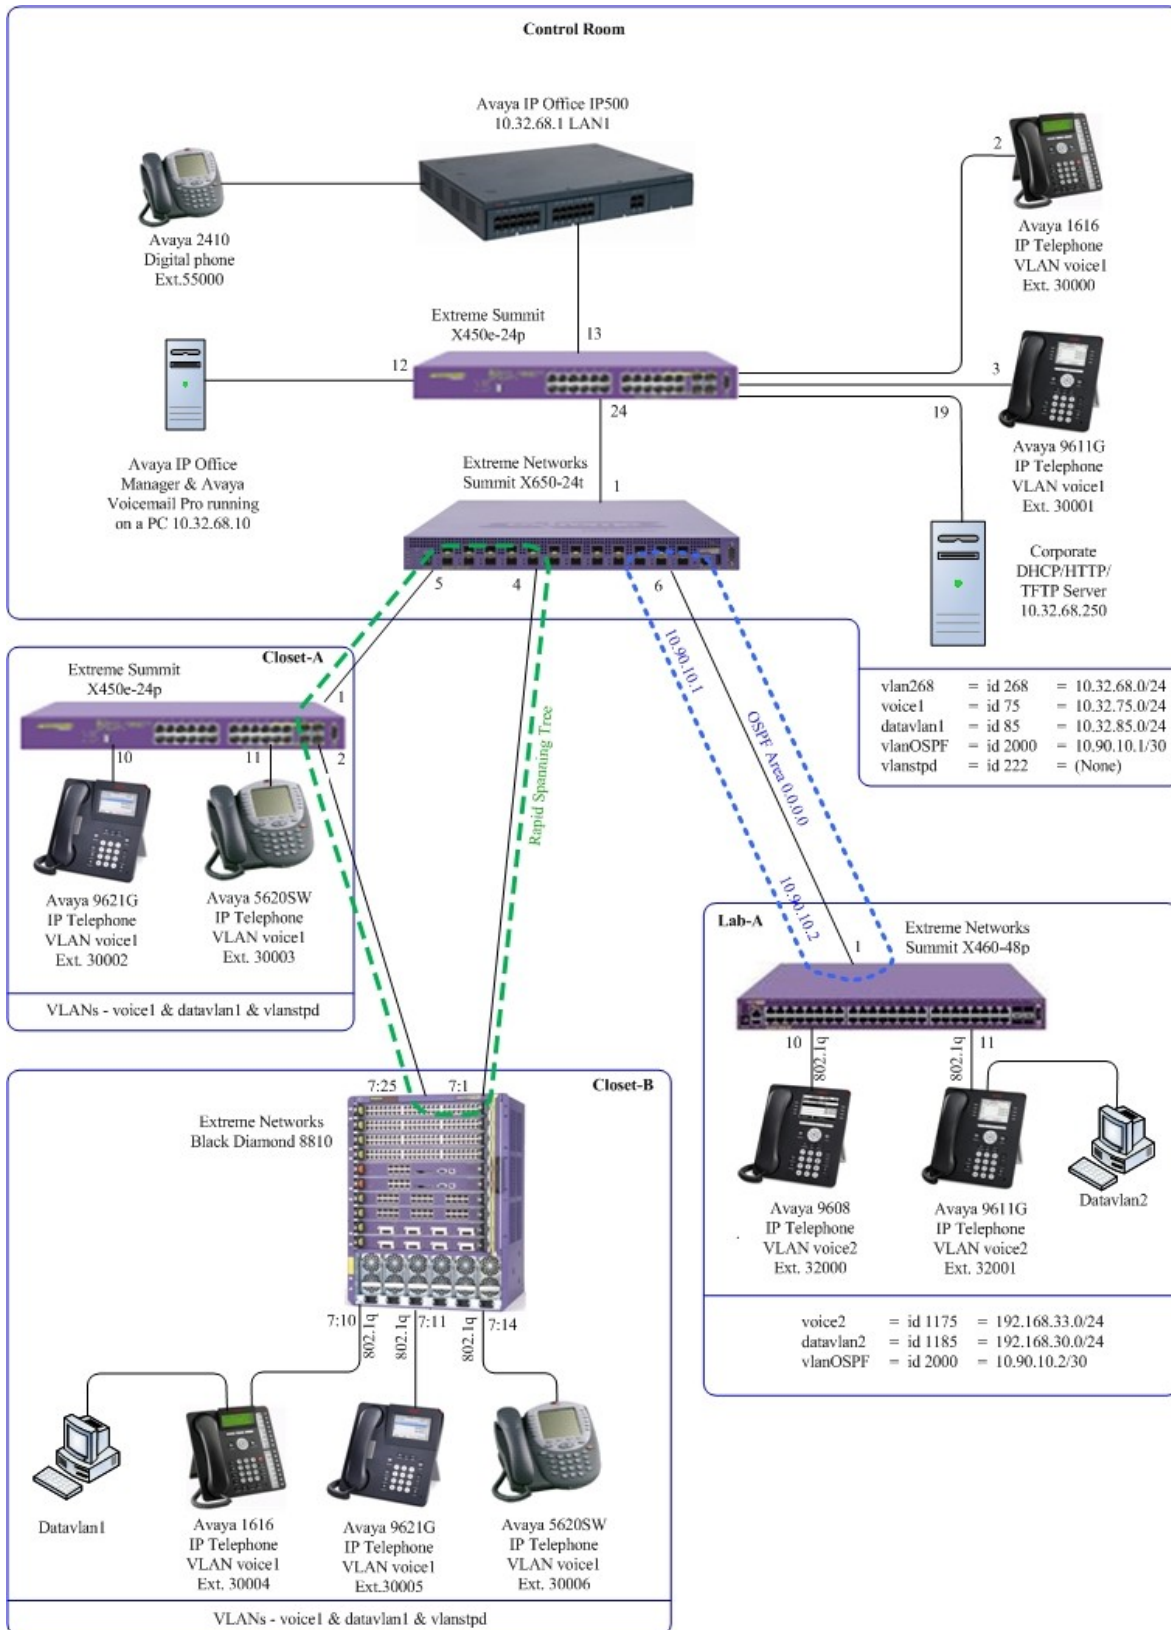 Control Room
Avaya IP Office IP500
10.32.68.1 LAN1
2
Avaya 2410
Digital phone
Ext.55000
Avaya 1616
IP Telephone
VLAN voice1
Ext. 30000
Extreme Summit
X450e-24p
13
12
3
24
19
Avaya IP Office
Manager & Avaya
Voicemail Pro running
on a PC 10.32.68.10
Extreme Networks
Summit X650-24t
1
Avaya 9611G
IP Telephone
VLAN voice1
Ext. 30001
5
4
6
Corporate
DHCP/HTTP/
TFTP Server
10.32.68.250
vlan268 = id 268 = 10.32.68.0/24
voice1 = id 75 = 10.32.75.0/24
datavlan1 = id 85 = 10.32.85.0/24
vlanOSPF = id 2000 = 10.90.10.1/30
vlanstpd = id 222 = (None)
Closet-A
Extreme Summit
X450e-24p
1
10
11
2
Avaya 9621G
IP Telephone
VLAN voice1
Ext. 30002
Avaya 5620SW
IP Telephone
VLAN voice1
Ext. 30003
VLANs - voice1 & datavlan1 & vlanstpd
Rapid Spanning Tree
10.90.10.1
OSPF Area 0.0.0.0
10.90.10.2
Lab-A
Extreme Networks
Summit X460-48p
1
10
802.1q
802.1q
11
Avaya 9608
IP Telephone
VLAN voice2
Ext. 32000
Avaya 9611G
IP Telephone
VLAN voice2
Ext. 32001
Datavlan2
voice2 = id 1175 = 192.168.33.0/24
datavlan2 = id 1185 = 192.168.30.0/24
vlanOSPF = id 2000 = 10.90.10.2/30
Closet-B
7:25
7:1
Extreme Networks
Black Diamond 8810
7:10
802.1q
802.1q
7:11
802.1q
7:14
Datavlan1
Avaya 1616
IP Telephone
VLAN voice1
Ext. 30004
Avaya 9621G
IP Telephone
VLAN voice1
Ext.30005
Avaya 5620SW
IP Telephone
VLAN voice1
Ext. 30006
VLANs - voice1 & datavlan1 & vlanstpd